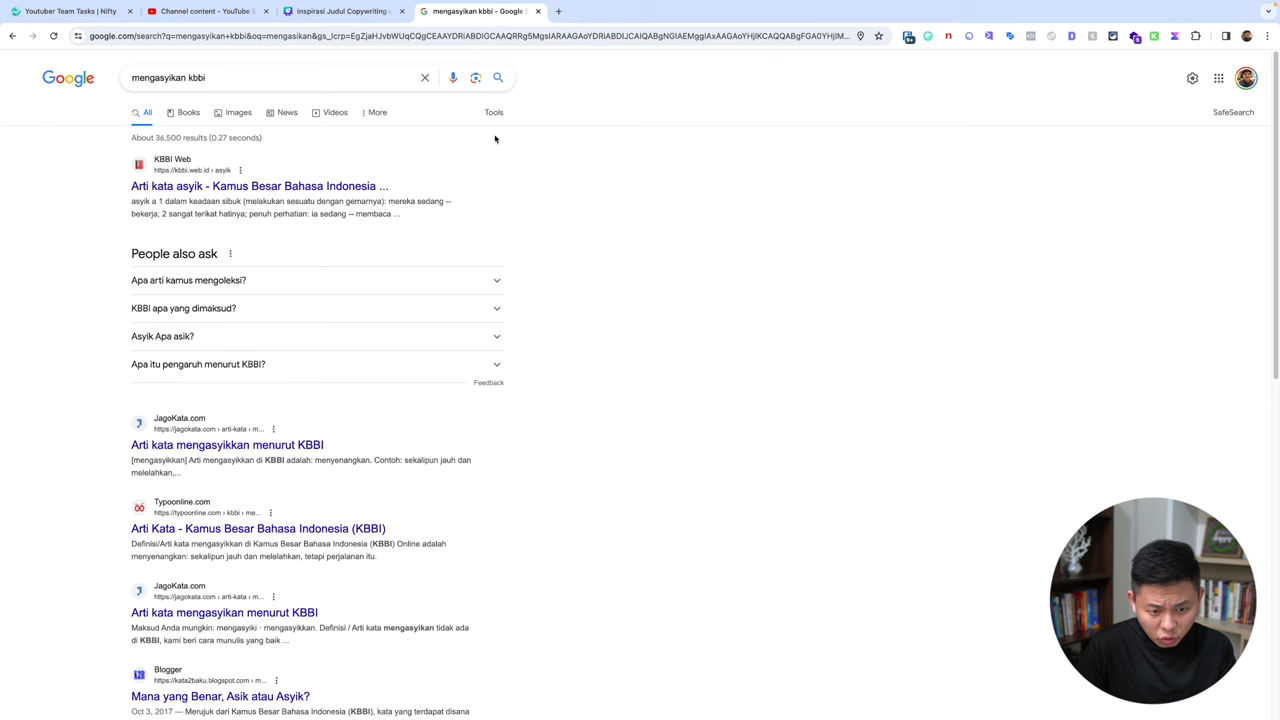 Youtuber Team Tasks | Nifty
Channel content - YouTube S
Inspirasi Judul Copywriting
mengasyikan kbbi - Google S
google.com/search?q=mengasyikan+kbbi&oq=mengasikan&gs_lcrp=
Google
mengasyikan kbbi
All
Books
Images
News
Videos
More
Tools
SafeSearch
About 36,500 results (0.27 seconds)
KBBI Web
https://kbbi.web.id › asyik
Arti kata asyik - Kamus Besar Bahasa Indonesia ...
asyik a 1 dalam keadaan sibuk (melakukan sesuatu dengan gemarnya): mereka sedang --
bekerja; 2 sangat terikat hatinya; penuh perhatian: ia sedang -- membaca ...
People also ask
Apa arti kamus mengoleksi?
KBBI apa yang dimaksud?
Asyik Apa asik?
Apa itu pengaruh menurut KBBI?
Feedback
JagoKata.com
https://jagokata.com › arti-kata › m...
Arti kata mengasyikkan menurut KBBI
[mengasyikkan] Arti mengasyikkan di KBBI adalah: menyenangkan. Contoh: sekalipun jauh dan
melelahkan,...
Typoonline.com
https://typoonline.com › kbbi › me...
Arti Kata - Kamus Besar Bahasa Indonesia (KBBI)
Definisi/Arti kata mengasyikkan di Kamus Besar Bahasa Indonesia (KBBI) Online adalah
menyenangkan: sekalipun jauh dan melelahkan, tetapi perjalanan itu.
JagoKata.com
https://jagokata.com › arti-kata › m...
Arti kata mengasyikan menurut KBBI
Maksud Anda mungkin: mengasyiki · mengasyikkan. Definisi / Arti kata mengasyikan tidak ada
di KBBI, kami beri cara munulis yang baik ...
Blogger
https://kata2baku.blogspot.com › m...
Mana yang Benar, Asik atau Asyik?
Oct 3, 2017 — Merujuk dari Kamus Besar Bahasa Indonesia (KBBI), kata yang terdapat disana